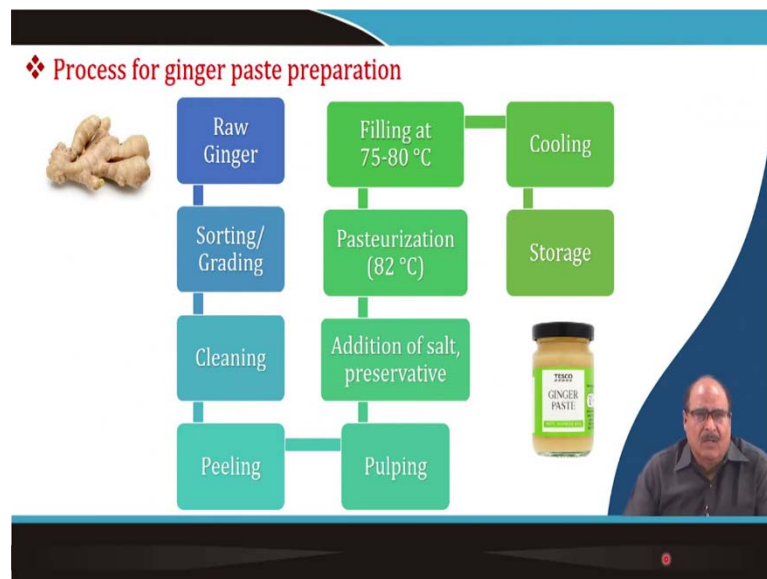 ❖ Process for ginger paste preparation
Raw
Ginger
Sorting/
Grading
Cleaning
Peeling
Pulping
Addition of salt,
preservative
Pasteurization
(82 °C)
Filling at
75-80 °C
Cooling
Storage
TESCO
GINGER
PASTE